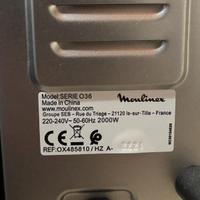 Model:SERIE O36
Made in China
www.moulinex.com
Moulinex
Groupe SEB - Rue du Triage - 21120 Is-sur-Tille - France
220-240V~ 50-60Hz 2000W
REF:OX485810 / HZ A-